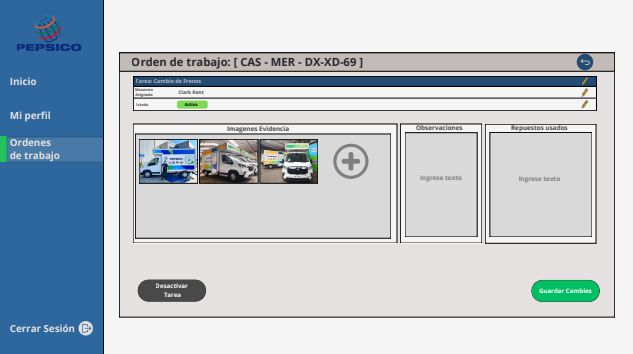 PEPSICO
Inicio
Mi perfil
Ordenes
de trabajo
Cerrar Sesión
Orden de trabajo: [ CAS - MER - DX-XD-69 ]
Tarea: Cambio de Frenos
Mecanico
Asignado
Clark Kent
Estado
Activa
Imagenes Evidencia
Observaciones
Ingrese texto
Repuestos usados
Ingrese texto
Desactivar
Tarea
Guardar Cambios